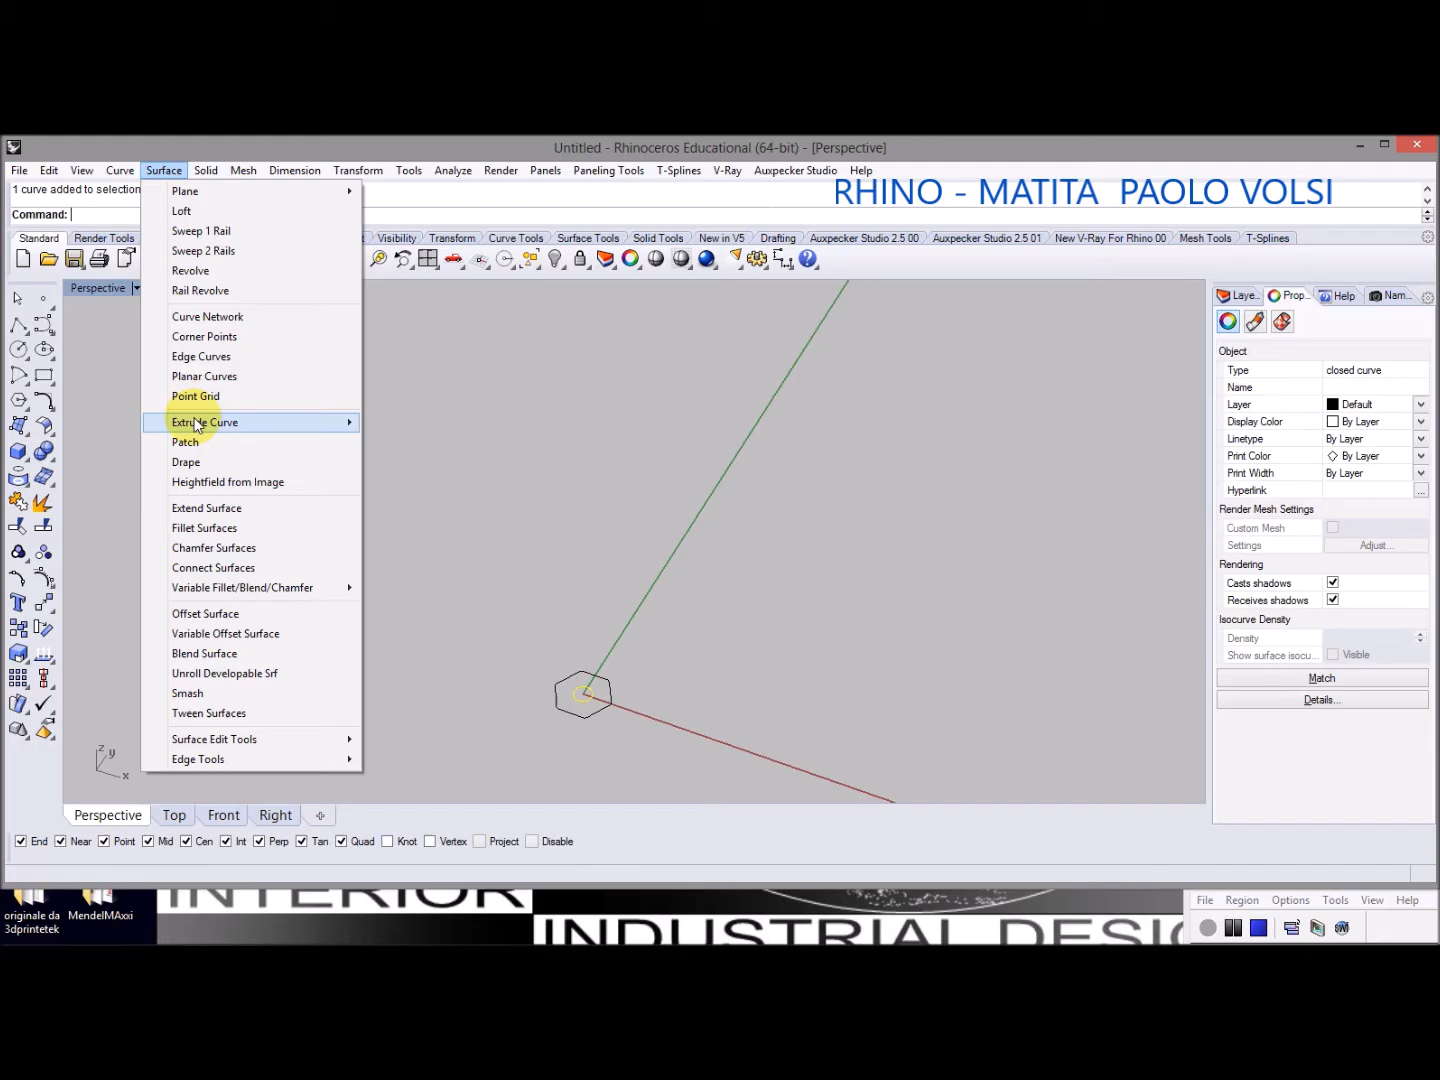 Untitled - Rhinoceros Educational (64-bit) - [Perspective]
File Edit View Curve Surface Solid Mesh Dimension Transform Tools Analyze Render Panels Paneling Tools T-Splines V-Ray Auxpecker Studio Help
1 curve added to selection
RHINO - MATITA PAOLO VOLSI
Command:
Standard Render Tools Visibility Transform Curve Tools Surface Tools Solid Tools New in V5 Drafting Auxpecker Studio 2.5 00 Auxpecker Studio 2.5 01 New V-Ray For Rhino 00 Mesh Tools T-Splines
Perspective
Plane
Loft
Sweep 1 Rail
Sweep 2 Rails
Revolve
Rail Revolve
Curve Network
Corner Points
Edge Curves
Planar Curves
Point Grid
Extrude Curve
Patch
Drape
Heightfield from Image
Extend Surface
Fillet Surfaces
Chamfer Surfaces
Connect Surfaces
Variable Fillet/Blend/Chamfer
Offset Surface
Variable Offset Surface
Blend Surface
Unroll Developable Srf
Smash
Tween Surfaces
Surface Edit Tools
Edge Tools
z y
x
Laye... Prop... Help Nam...
Object
Type closed curve
Name
Layer Default
Display Color By Layer
Linetype By Layer
Print Color By Layer
Print Width By Layer
Hyperlink ...
Render Mesh Settings
Custom Mesh
Settings Adjust...
Rendering
Casts shadows
Receives shadows
Isocurve Density
Density
Show surface isocu... Visible
Match
Details...
Perspective Top Front Right
End Near Point Mid Cen Int Perp Tan Quad Knot Vertex Project Disable
originale da 3dprintetek
MendelMAxxi
INTERIOR
INDUSTRIAL DESIG
File Region Options Tools View Help